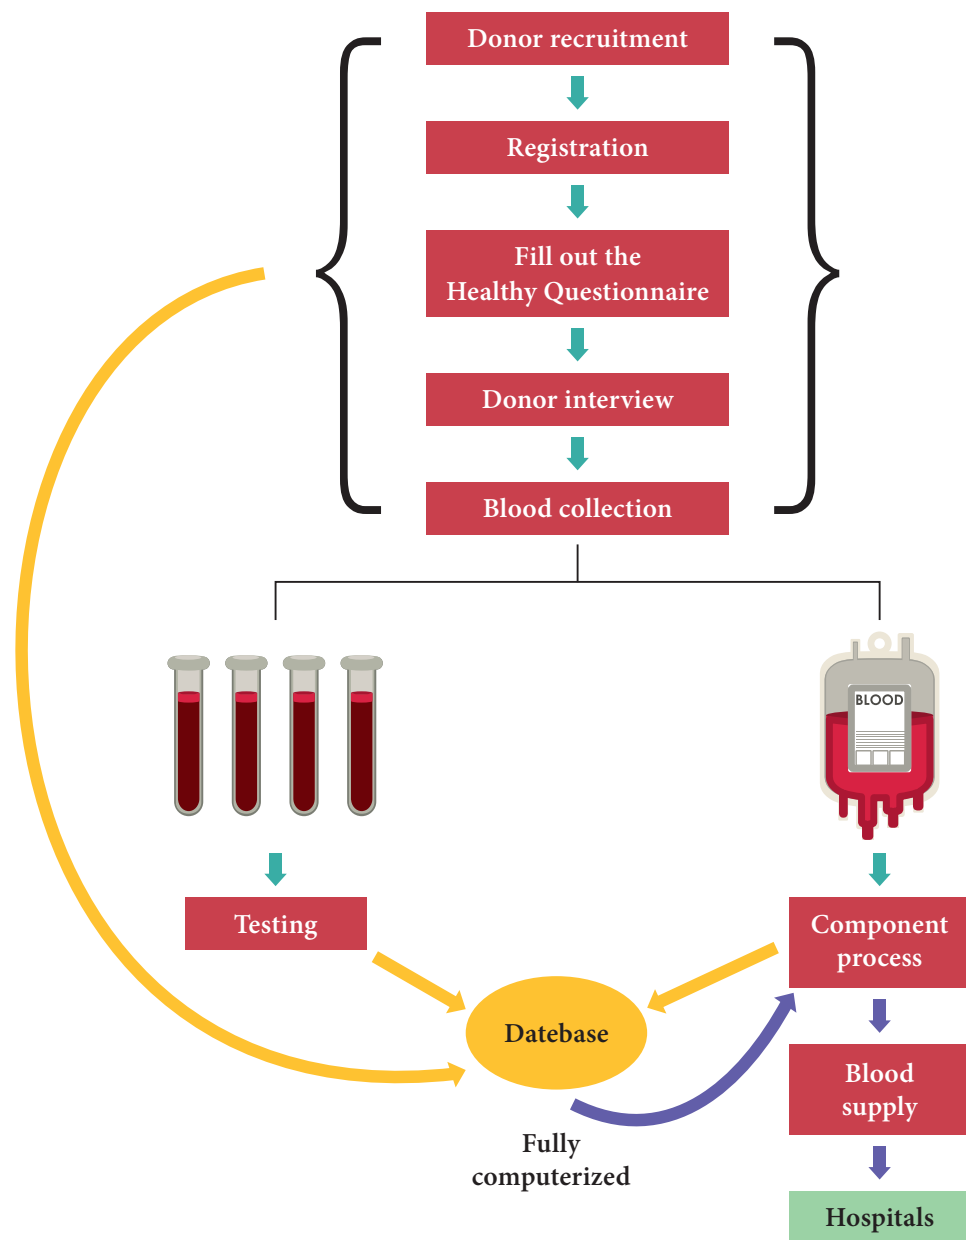 Donor recruitment
Registration
Fill out the
Healthy Questionnaire
Donor interview
Blood collection
BLOOD
Testing
Component
process
Datebase
Blood
supply
Fully
computerized
Hospitals